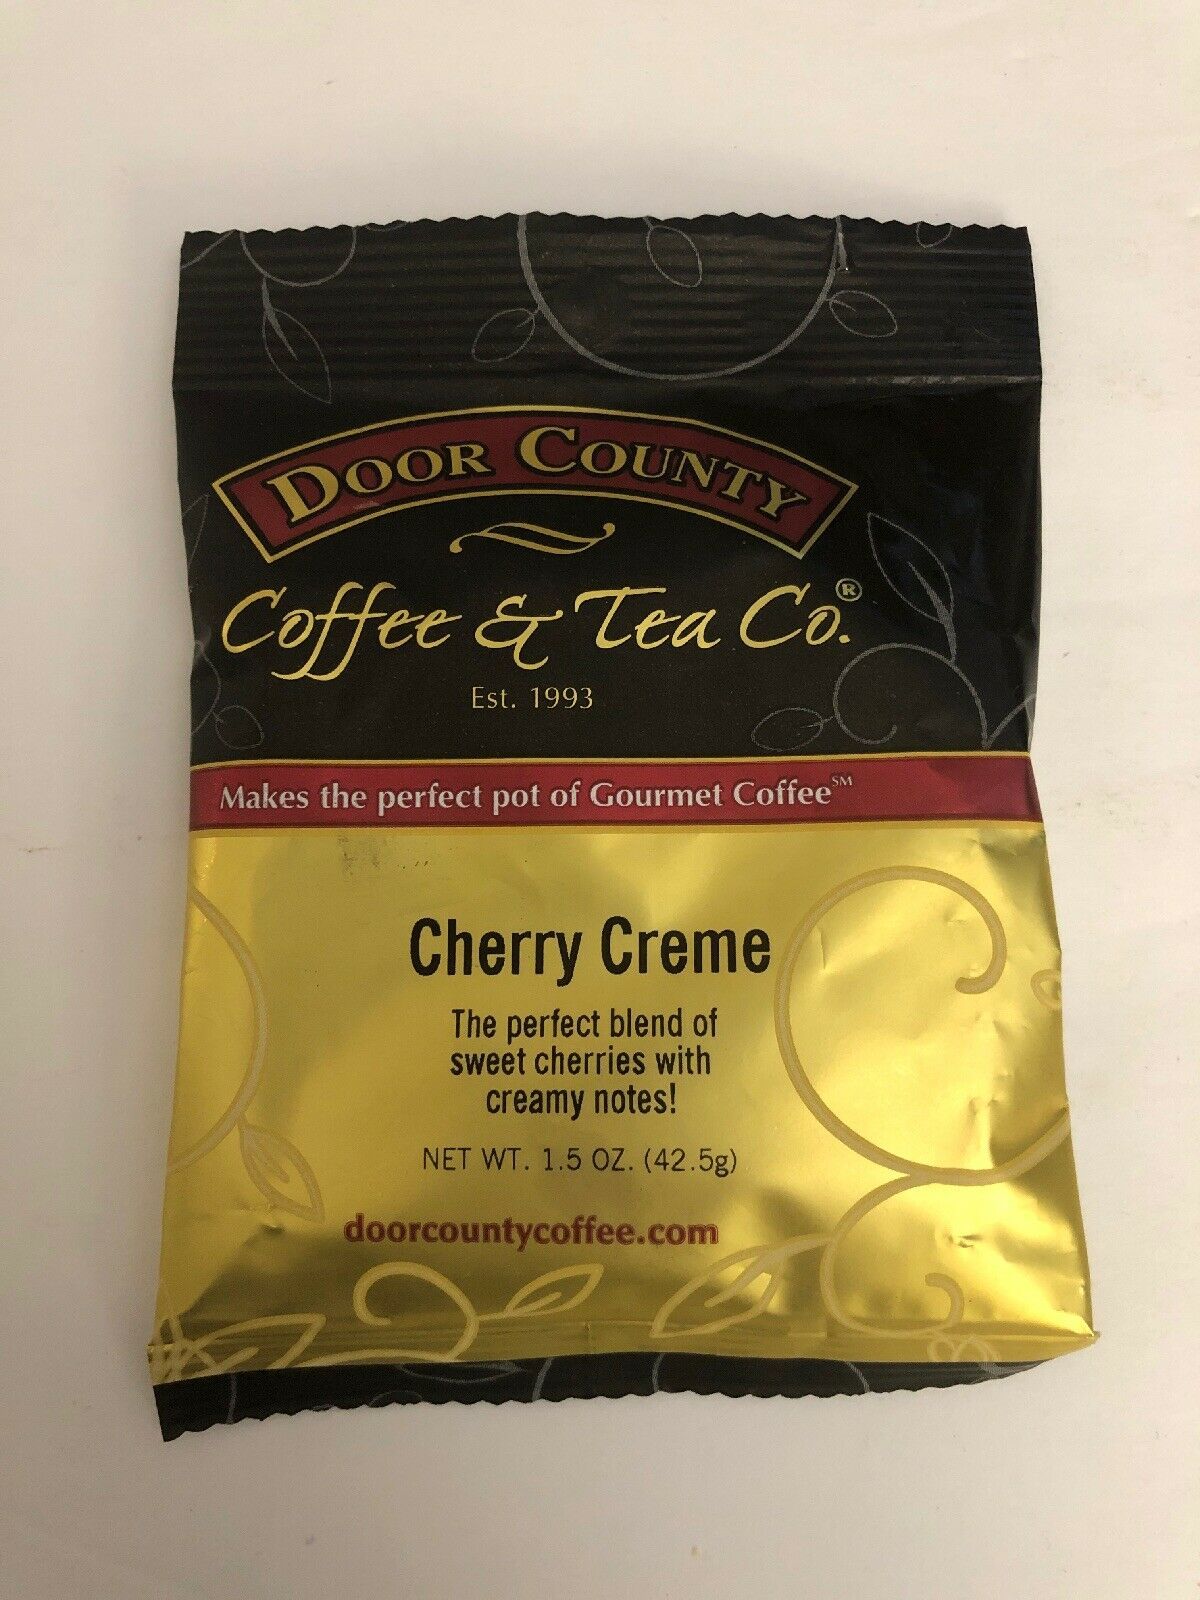 DOOR COUNTY
Coffee & Tea Co.®
Est. 1993
Makes the perfect pot of Gourmet Coffee℠
Cherry Creme
The perfect blend of
sweet cherries with
creamy notes!
NET WT. 1.5 OZ. (42.5g)
doorcountycoffee.com